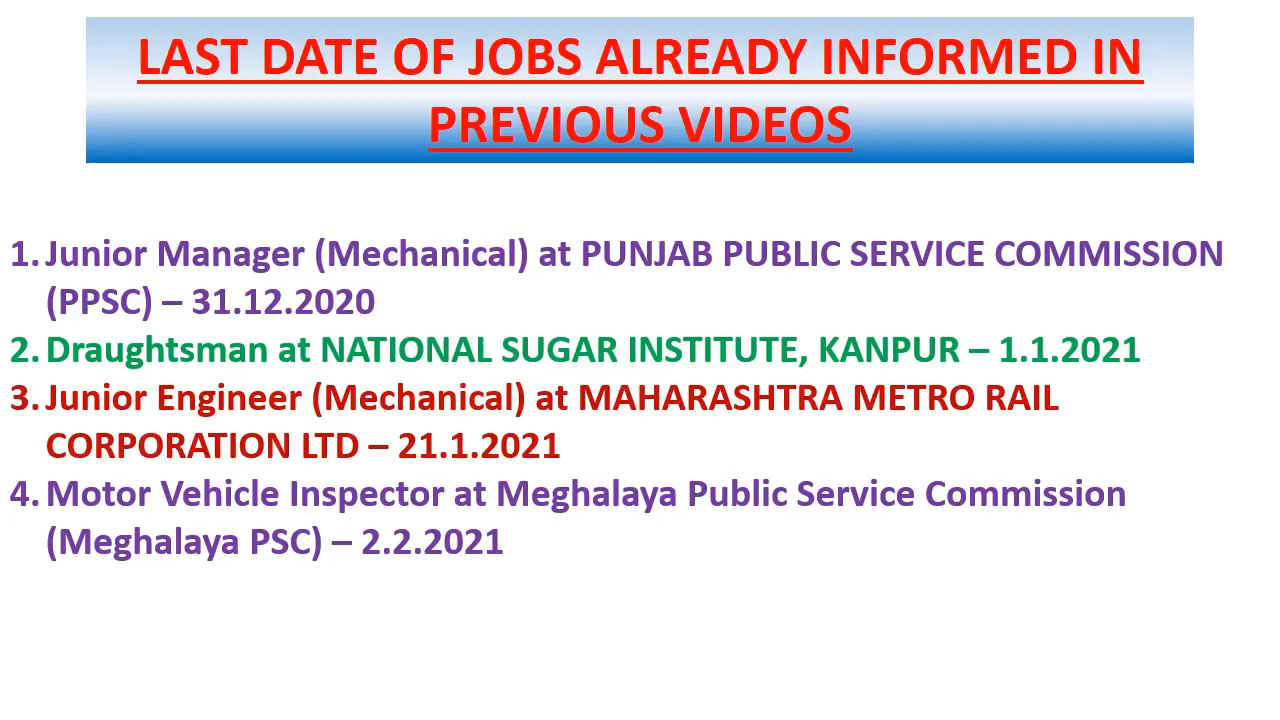 LAST DATE OF JOBS ALREADY INFORMED IN
PREVIOUS VIDEOS
1. Junior Manager (Mechanical) at PUNJAB PUBLIC SERVICE COMMISSION
(PPSC) – 31.12.2020
2. Draughtsman at NATIONAL SUGAR INSTITUTE, KANPUR – 1.1.2021
3. Junior Engineer (Mechanical) at MAHARASHTRA METRO RAIL
CORPORATION LTD – 21.1.2021
4. Motor Vehicle Inspector at Meghalaya Public Service Commission
(Meghalaya PSC) – 2.2.2021